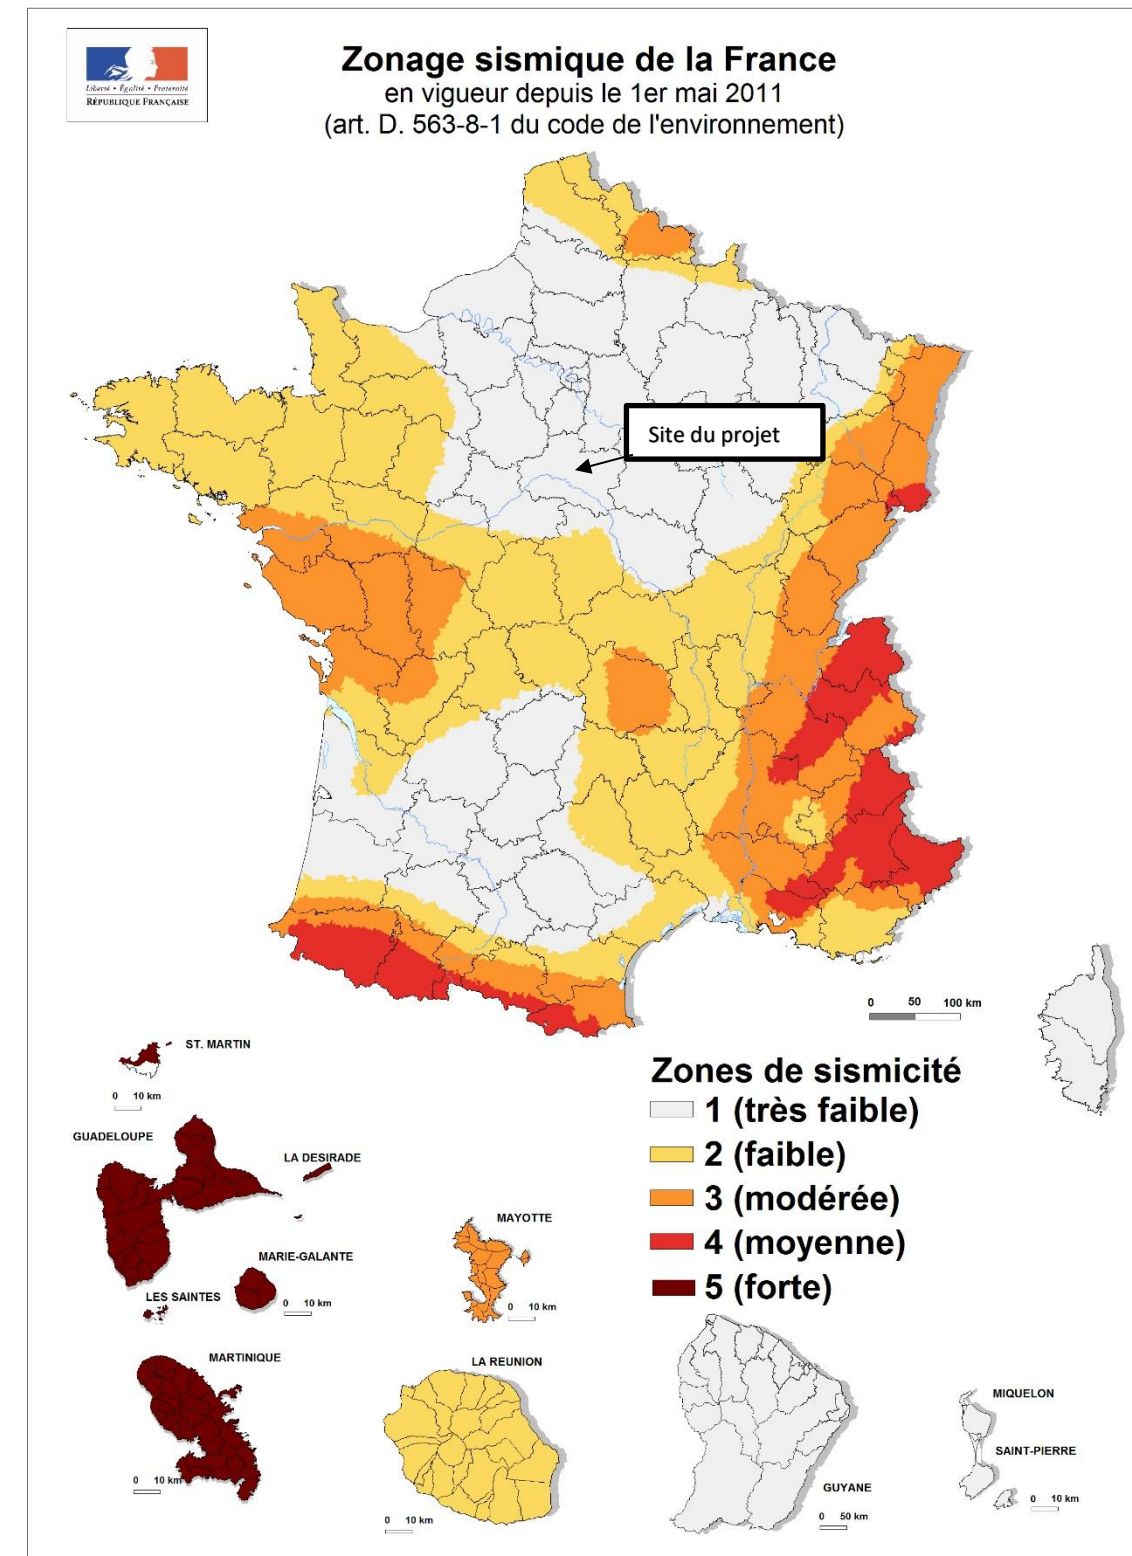 Liberté • Égalité • Fraternité
RÉPUBLIQUE FRANÇAISE
Zonage sismique de la France
en vigueur depuis le 1er mai 2011
(art. D. 563-8-1 du code de l'environnement)
Site du projet
0 50 100 km
ST. MARTIN
0 10 km
GUADELOUPE
LA DESIRADE
MARIE-GALANTE
LES SAINTES
0 10 km
MAYOTTE
0 10 km
Zones de sismicité
1 (très faible)
2 (faible)
3 (modérée)
4 (moyenne)
5 (forte)
MARTINIQUE
0 10 km
LA REUNION
0 10 km
GUYANE
0 50 km
MIQUELON
SAINT-PIERRE
0 10 km